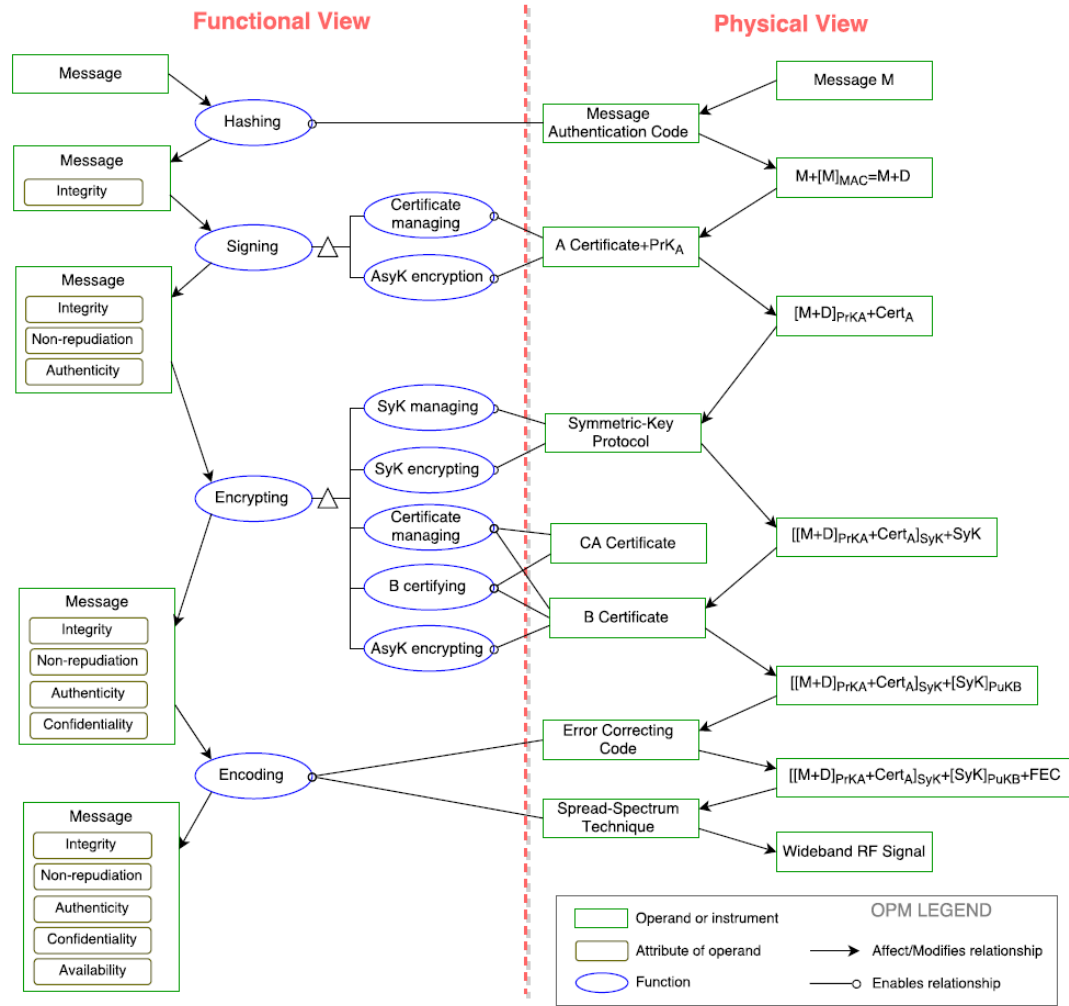 Functional View
Message
Hashing
Message
Integrity
Signing
Certificate
managing
AsyK encryption
Message
Integrity
Non-repudiation
Authenticity
Encrypting
SyK managing
SyK encrypting
Certificate
managing
B certifying
AsyK encrypting
Message
Integrity
Non-repudiation
Authenticity
Confidentiality
Encoding
Message
Integrity
Non-repudiation
Authenticity
Confidentiality
Availability
Physical View
Message M
Message
Authentication Code
M+[M]MAC=M+D
A Certificate+PrKA
[M+D]PrKA+CertA
Symmetric-Key
Protocol
[[M+D]PrKA+CertA]SyK+SyK
CA Certificate
B Certificate
[[M+D]PrKA+CertA]SyK+[SyK]PuKB
Error Correcting
Code
[[M+D]PrKA+CertA]SyK+[SyK]PuKB+FEC
Spread-Spectrum
Technique
Wideband RF Signal
OPM LEGEND
Operand or instrument
Attribute of operand
Function
Affect/Modifies relationship
Enables relationship